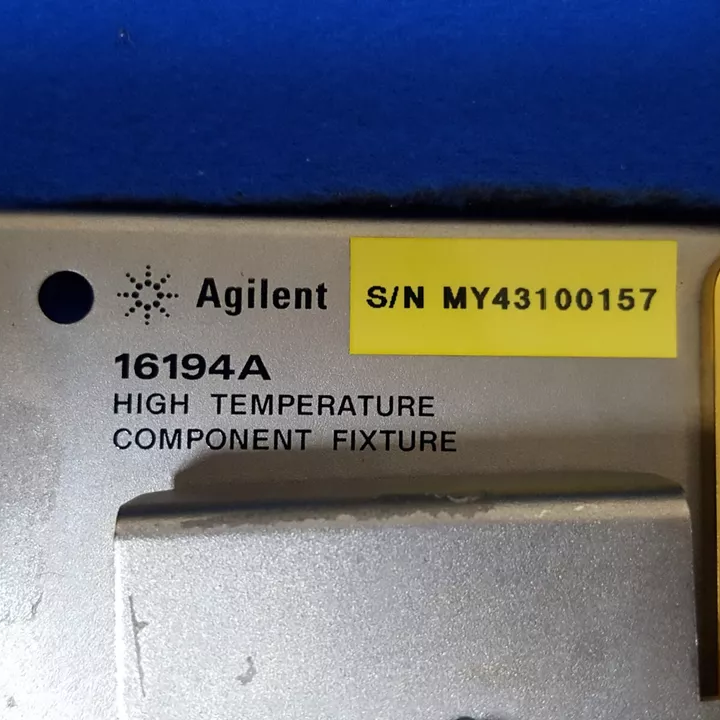 Agilent
S/N MY43100157
16194A
HIGH TEMPERATURE
COMPONENT FIXTURE